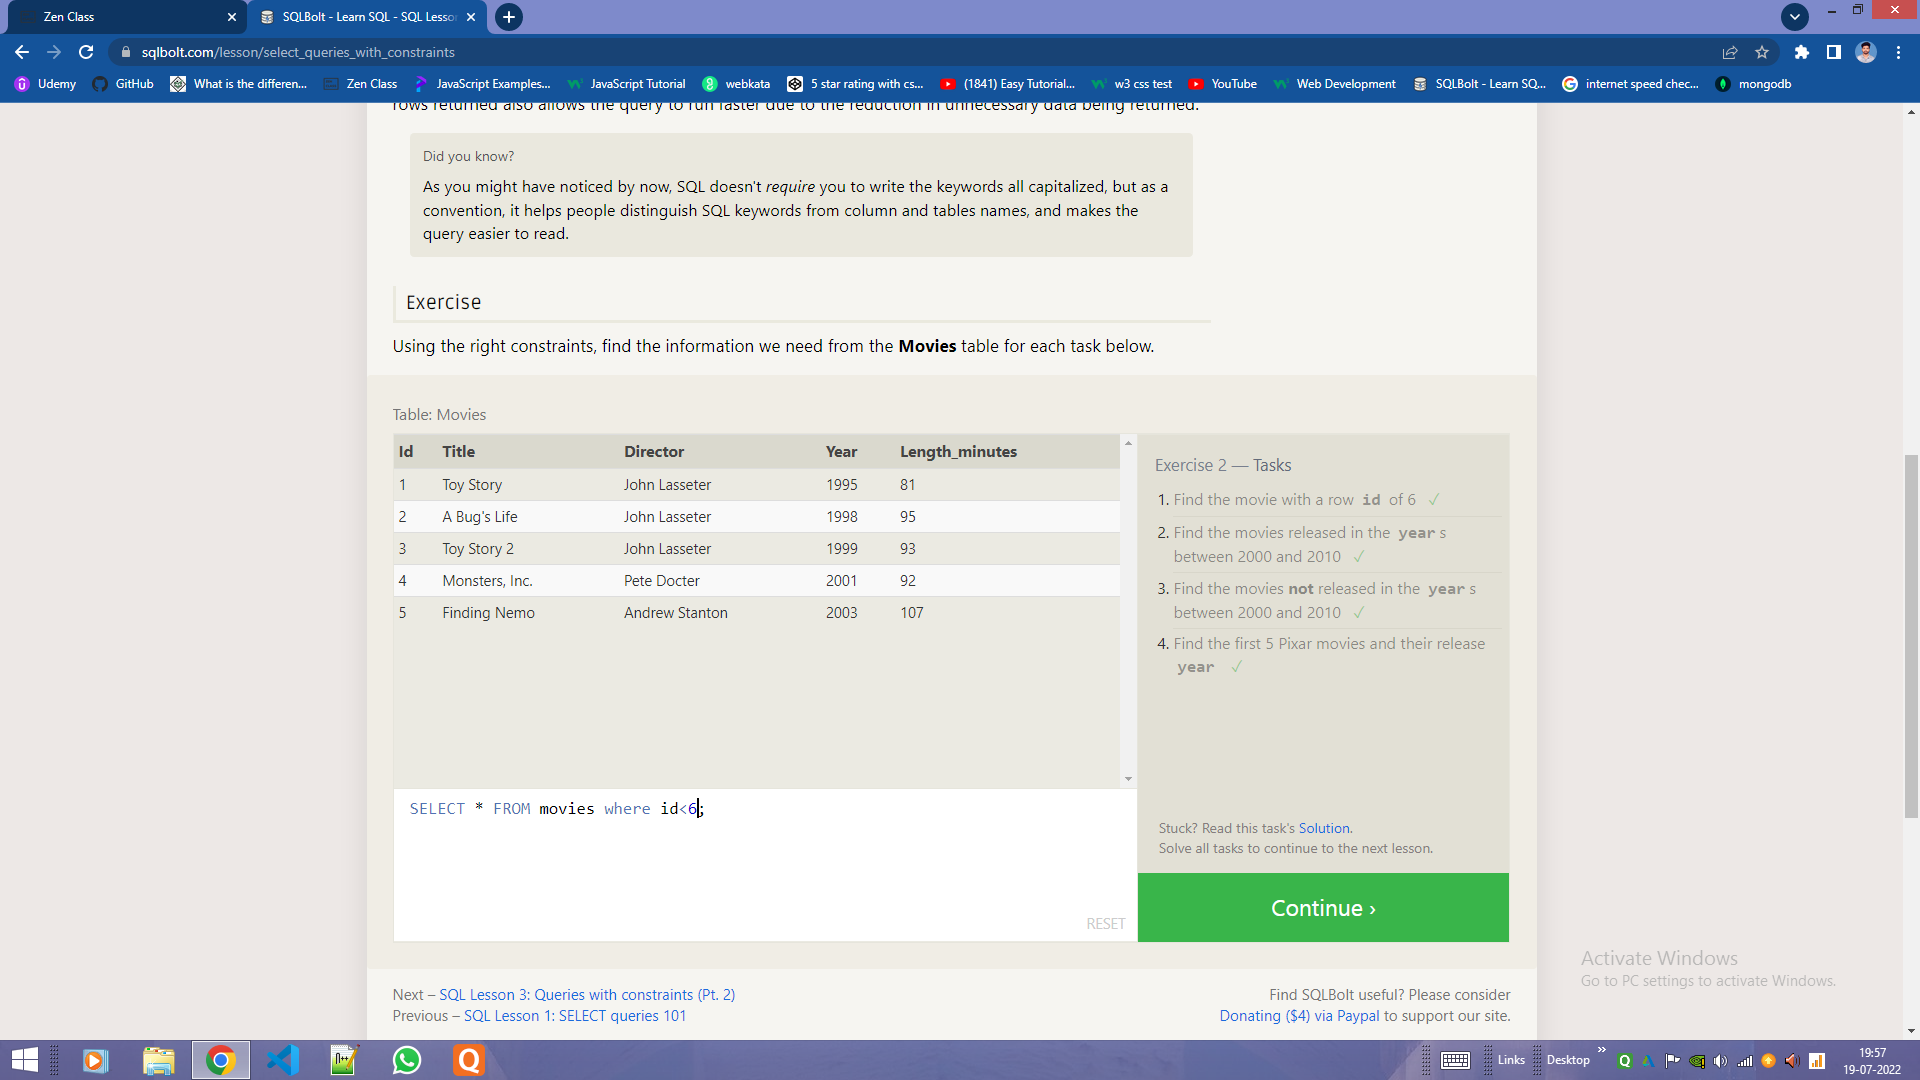 Zen Class
SQLBolt - Learn SQL - SQL Lesson
sqlbolt.com/lesson/select_queries_with_constraints
Udemy GitHub What is the differen... Zen Class JavaScript Examples... JavaScript Tutorial webkata 5 star rating with cs... (1841) Easy Tutorial... w3 css test YouTube Web Development SQLBolt - Learn SQ... internet speed chec... mongodb
rows returned also allows the query to run faster due to the reduction in unnecessary data being returned.
Did you know?
As you might have noticed by now, SQL doesn't require you to write the keywords all capitalized, but as a
convention, it helps people distinguish SQL keywords from column and tables names, and makes the
query easier to read.
Exercise
Using the right constraints, find the information we need from the Movies table for each task below.
Table: Movies
Id Title Director Year Length_minutes
1 Toy Story John Lasseter 1995 81
2 A Bug's Life John Lasseter 1998 95
3 Toy Story 2 John Lasseter 1999 93
4 Monsters, Inc. Pete Docter 2001 92
5 Finding Nemo Andrew Stanton 2003 107
SELECT * FROM movies where id<6;
RESET
Exercise 2 — Tasks
1. Find the movie with a row id of 6 ✓
2. Find the movies released in the year s
between 2000 and 2010 ✓
3. Find the movies not released in the year s
between 2000 and 2010 ✓
4. Find the first 5 Pixar movies and their release
year ✓
Stuck? Read this task's Solution.
Solve all tasks to continue to the next lesson.
Continue ›
Next – SQL Lesson 3: Queries with constraints (Pt. 2)
Previous – SQL Lesson 1: SELECT queries 101
Find SQLBolt useful? Please consider
Donating ($4) via Paypal to support our site.
Activate Windows
Go to PC settings to activate Windows.
Links Desktop »
19:57
19-07-2022